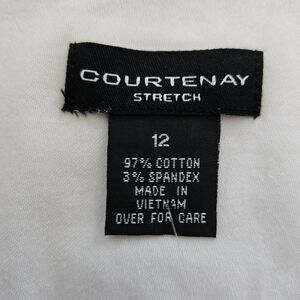 COURTENAY
STRETCH
12
97% COTTON
3% SPANDEX
MADE IN
VIETNAM
OVER FOR CARE